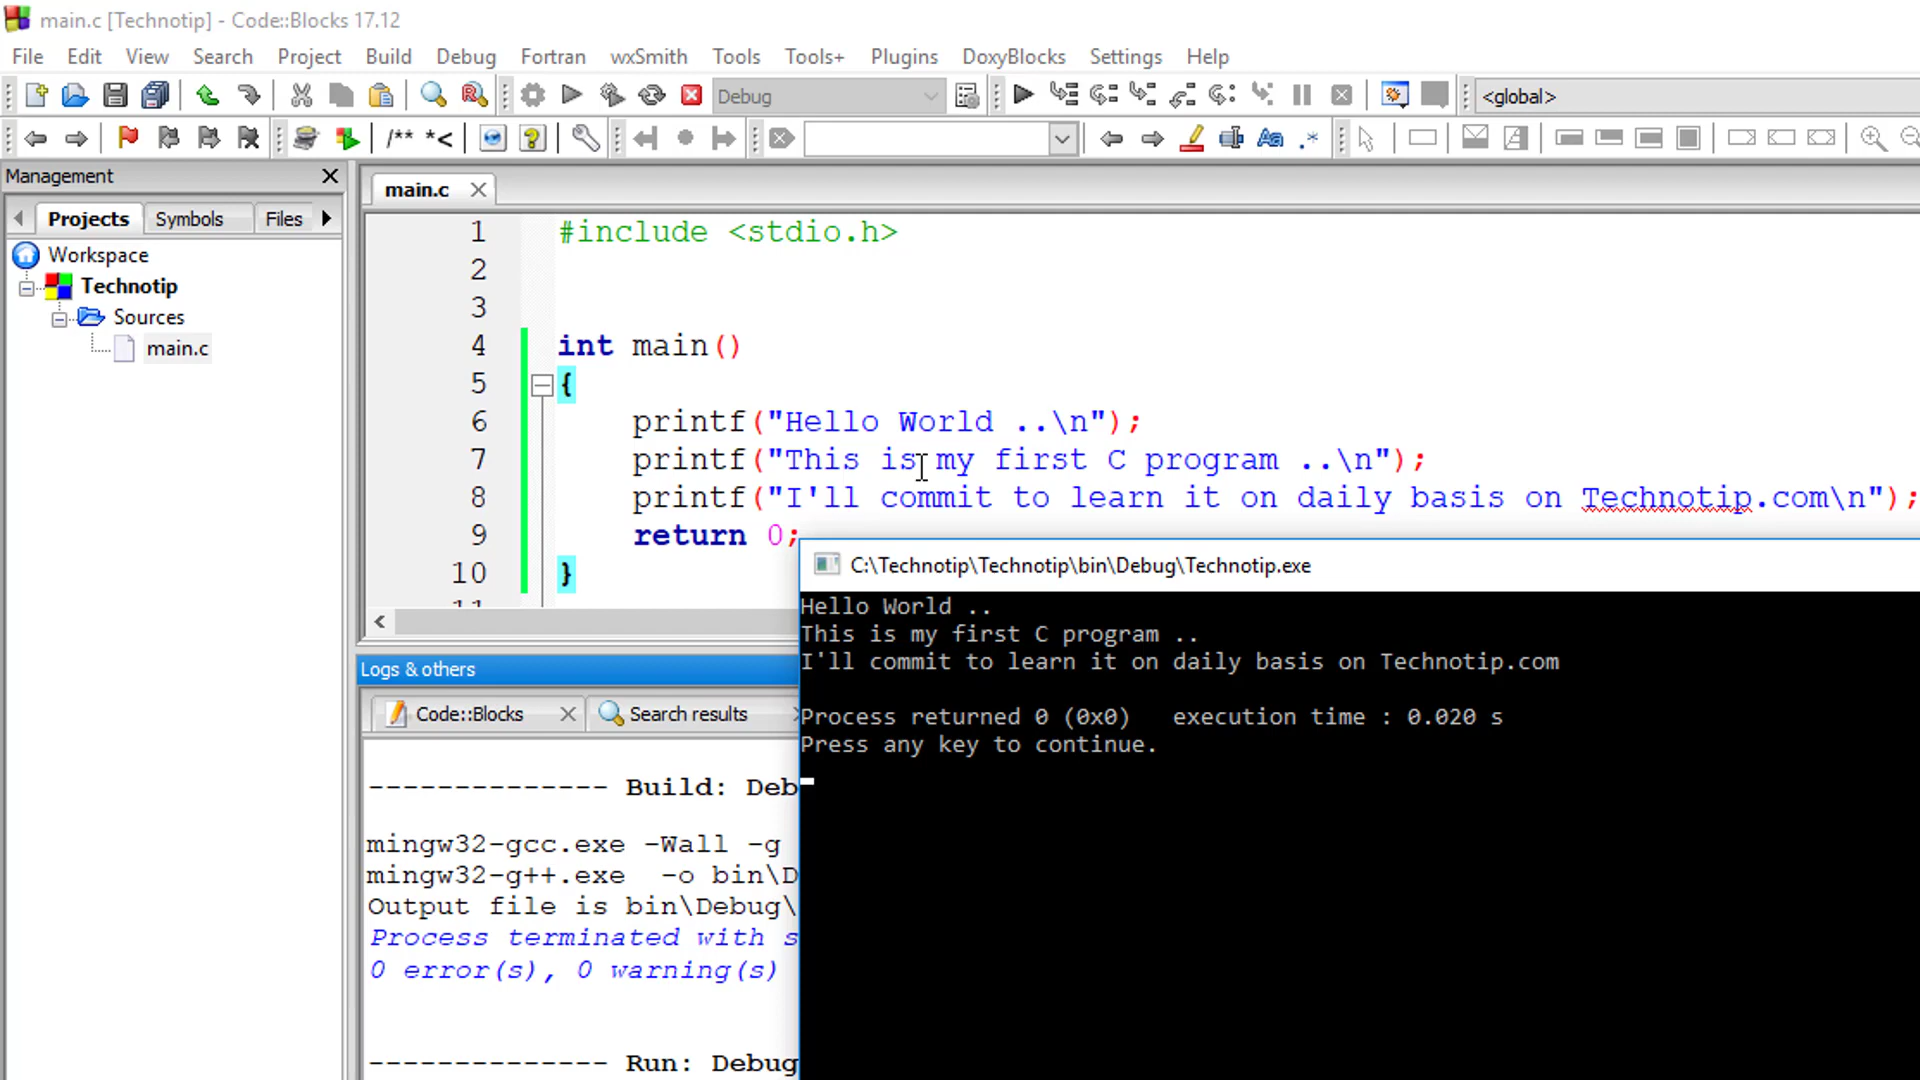 main.c [Technotip] - Code::Blocks 17.12
File Edit View Search Project Build Debug Fortran wxSmith Tools Tools+ Plugins DoxyBlocks Settings Help
Debug <global>
/** *< Aa .*
Management
main.c
Projects Symbols Files
Workspace
Technotip
Sources
main.c
1 #include <stdio.h>
2
3
4 int main()
5 {
6 printf("Hello World ..\n");
7 printf("This is my first C program ..\n");
8 printf("I'll commit to learn it on daily basis on Technotip.com\n");
9 return 0;
10 }
11
C:\Technotip\Technotip\bin\Debug\Technotip.exe
Hello World ..
This is my first C program ..
I'll commit to learn it on daily basis on Technotip.com
Process returned 0 (0x0) execution time : 0.020 s
Press any key to continue.
Logs & others
Code::Blocks Search results
-------------- Build: Deb
mingw32-gcc.exe -Wall -g
mingw32-g++.exe -o bin\D
Output file is bin\Debug\
Process terminated with s
0 error(s), 0 warning(s)
-------------- Run: Debug